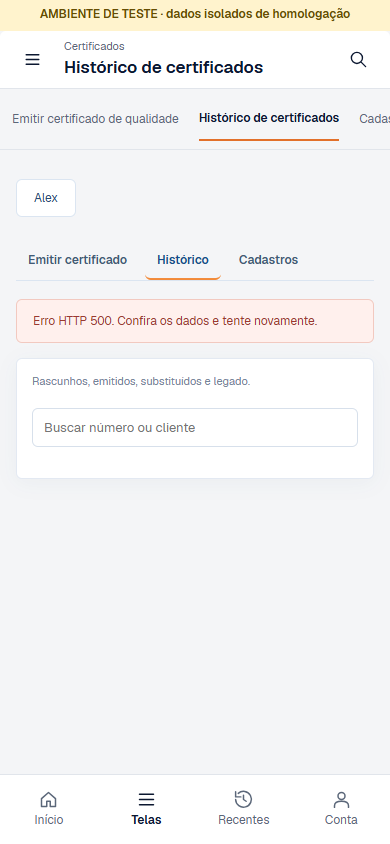 AMBIENTE DE TESTE · dados isolados de homologação
Certificados
Histórico de certificados
Emitir certificado de qualidade Histórico de certificados Cadas
Alex
Emitir certificado Histórico Cadastros
Erro HTTP 500. Confira os dados e tente novamente.
Rascunhos, emitidos, substituídos e legado.
Buscar número ou cliente
Início Telas Recentes Conta